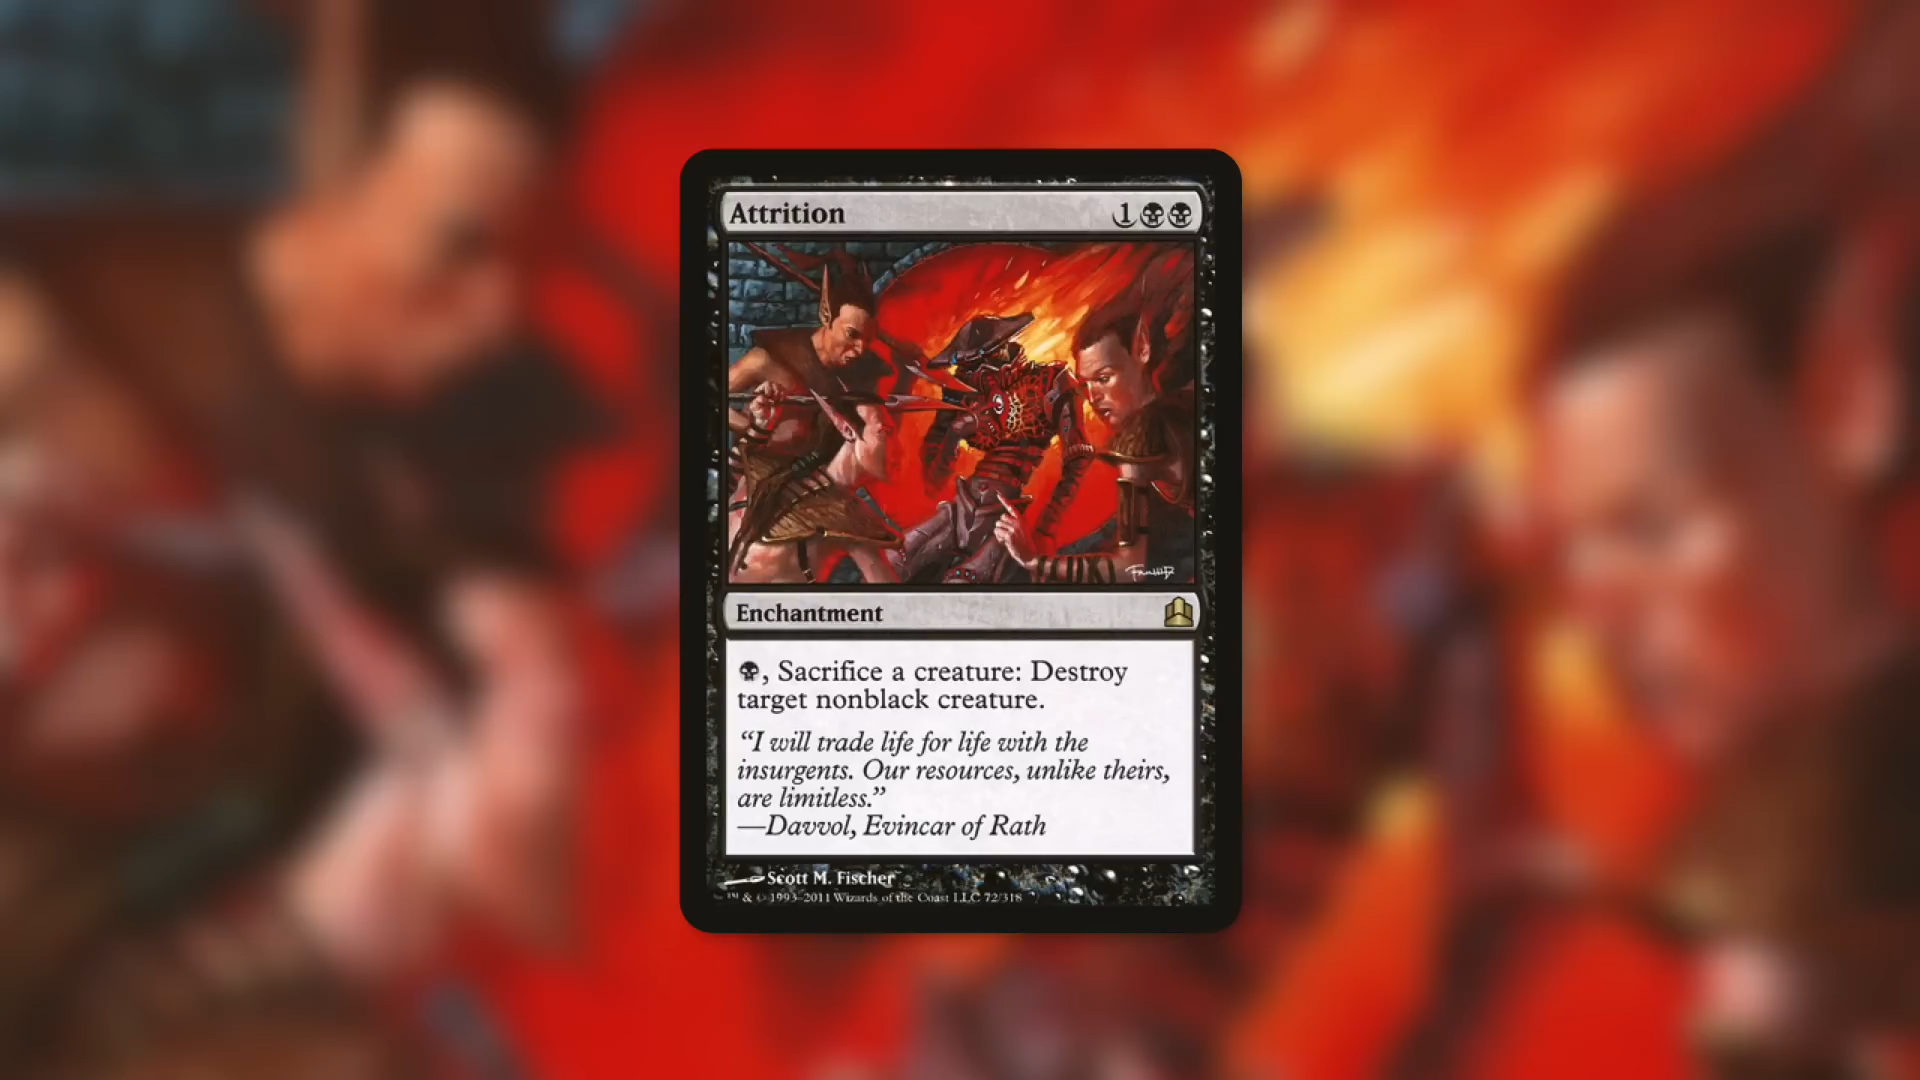 Attrition
1
Enchantment
, Sacrifice a creature: Destroy
target nonblack creature.
“I will trade life for life with the
insurgents. Our resources, unlike theirs,
are limitless.”
—Davvol, Evincar of Rath
Scott M. Fischer
™ & © 1993–2011 Wizards of the Coast LLC 72/318